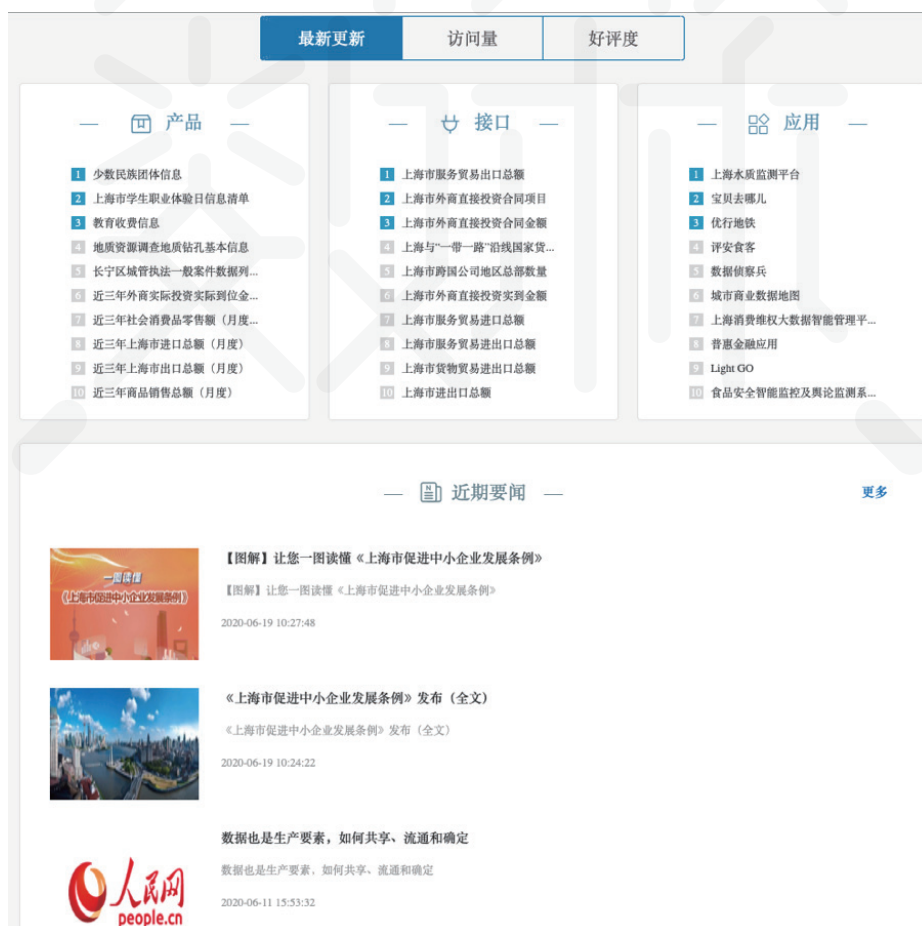 最新更新
访问量
好评度
产品
1 少数民族团体信息
2 上海市学生职业体验日信息清单
3 教育收费信息
4 地质资源调查地质钻孔基本信息
5 长宁区城管执法一般案件数据列...
6 近三年外商实际投资实际到位金...
7 近三年社会消费品零售额（月度...
8 近三年上海市进口总额（月度）
9 近三年上海市出口总额（月度）
10 近三年商品销售总额（月度）
接口
1 上海市服务贸易出口总额
2 上海市外商直接投资合同项目
3 上海市外商直接投资合同金额
4 上海与“一带一路”沿线国家货...
5 上海市跨国公司地区总部数量
6 上海市外商直接投资实到金额
7 上海市服务贸易进口总额
8 上海市服务贸易进出口总额
9 上海市货物贸易进出口总额
10 上海市进出口总额
应用
1 上海水质监测平台
2 宝贝去哪儿
3 优行地铁
4 评安食客
5 数据侦察兵
6 城市商业数据地图
7 上海消费维权大数据智能管理平...
8 普惠金融应用
9 Light GO
10 食品安全智能监控及舆论监测系...
近期要闻
更多
一图读懂
《上海市促进中小企业发展条例》
【图解】让您一图读懂《上海市促进中小企业发展条例》
【图解】让您一图读懂《上海市促进中小企业发展条例》
2020-06-19 10:27:48
《上海市促进中小企业发展条例》发布（全文）
《上海市促进中小企业发展条例》发布（全文）
2020-06-19 10:24:22
人民网
people.cn
数据也是生产要素，如何共享、流通和确定
数据也是生产要素，如何共享、流通和确定
2020-06-11 15:53:32